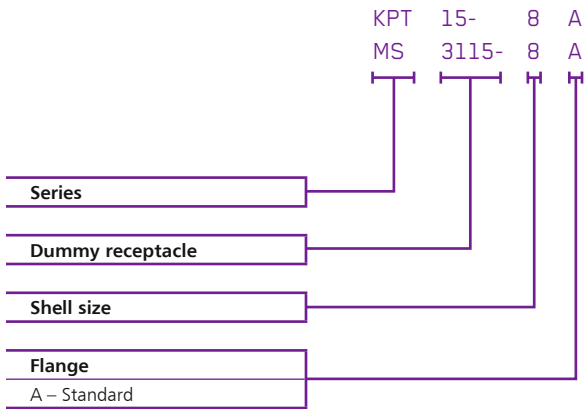 KPT 15- 8 A
MS 3115- 8 A
Series
Dummy receptacle
Shell size
Flange
A – Standard